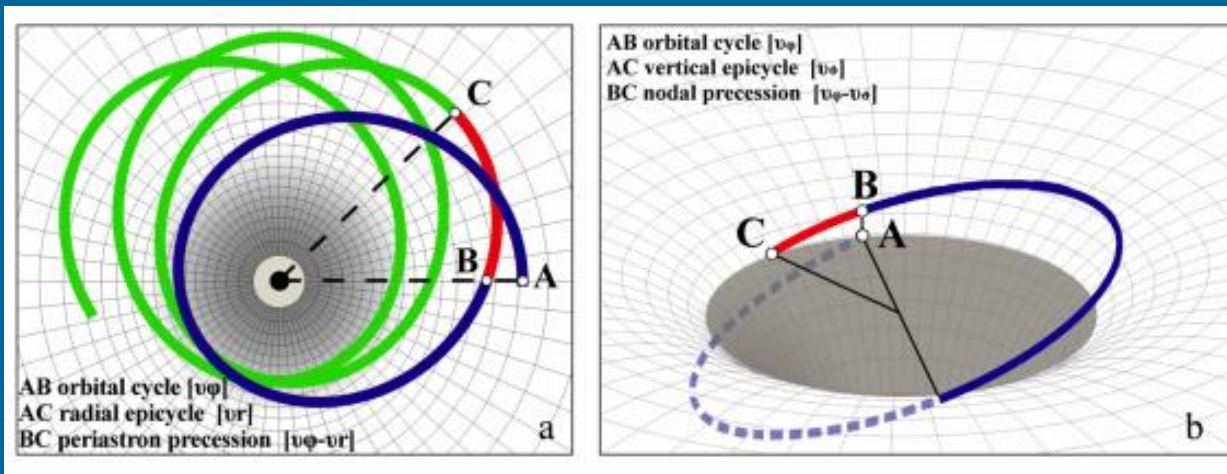 C
B
A
AB orbital cycle [υφ]
AC radial epicycle [υr]
BC periastron precession [υφ-υr]
a
AB orbital cycle [υφ]
AC vertical epicycle [υθ]
BC nodal precession [υφ-υθ]
B
C
A
b